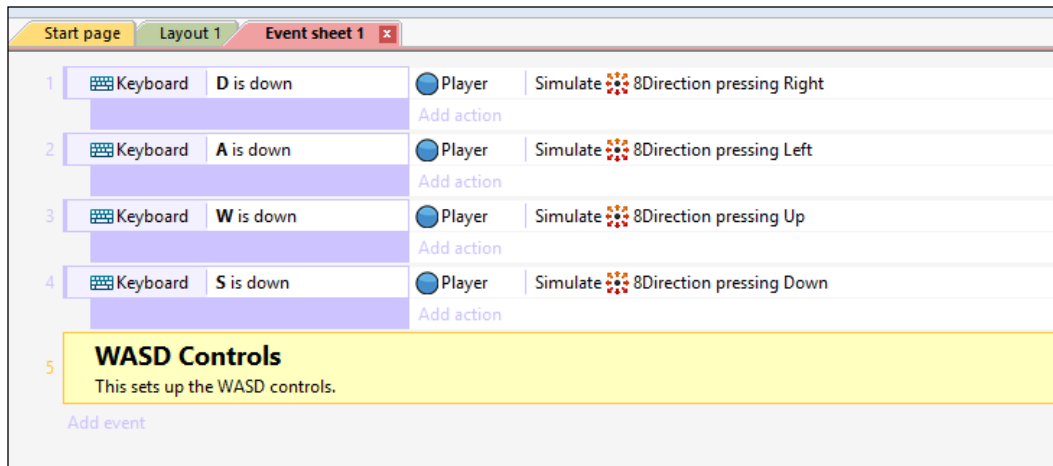 Start page Layout 1 Event sheet 1 x
1 Keyboard D is down Player Simulate 8Direction pressing Right
Add action
2 Keyboard A is down Player Simulate 8Direction pressing Left
Add action
3 Keyboard W is down Player Simulate 8Direction pressing Up
Add action
4 Keyboard S is down Player Simulate 8Direction pressing Down
Add action
5 WASD Controls
This sets up the WASD controls.
Add event